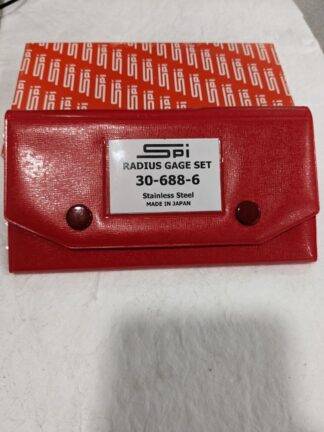 Spi
RADIUS GAGE SET
30-688-6
Stainless Steel
MADE IN JAPAN